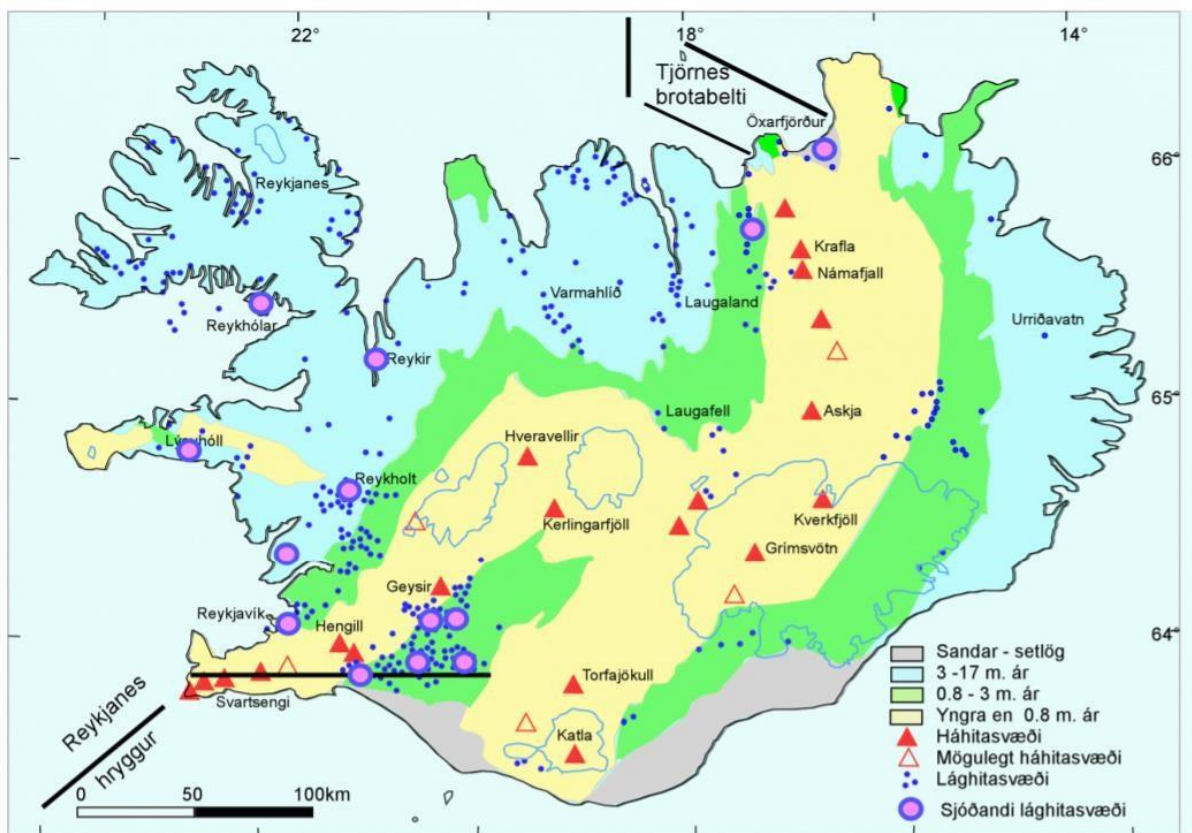 22°
18°
14°
Tjörnes
brotabelti
Öxarfjörður
66°
Reykjanes
Krafla
Námafjall
Varmahlíð
Laugaland
Reykhólar
Urriðavatn
Reykir
65°
Laugafell
Askja
Hveravellir
Lýsuhóll
Reykholt
Kverkfjöll
Kerlingarfjöll
Grímsvötn
Geysir
Reykjavík
Hengill
64°
Torfajökull
Svartsengi
Katla
Reykjanes
hryggur
0 50 100km
Sandar - setlög
3 -17 m. ár
0.8 - 3 m. ár
Yngra en 0.8 m. ár
Háhitasvæði
Mögulegt háhitasvæði
Lághitasvæði
Sjóðandi lághitasvæði